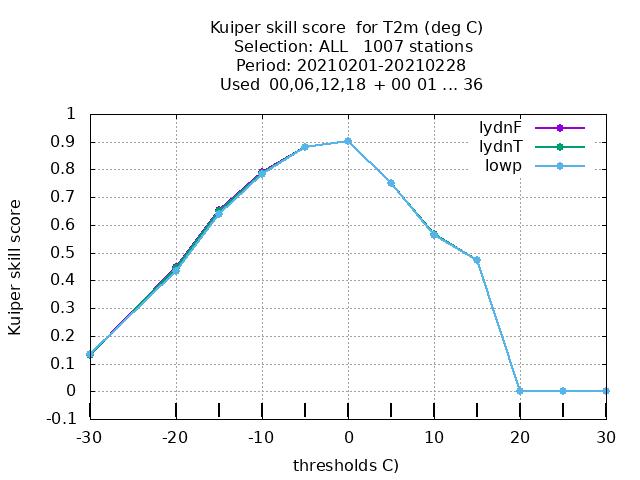 Kuiper skill score  for T2m (deg C)
Selection: ALL   1007 stations
Period: 20210201-20210228
Used  00,06,12,18 + 00 01 ... 36
lydnF
lydnT
lowp
Kuiper skill score
1
0.9
0.8
0.7
0.6
0.5
0.4
0.3
0.2
0.1
0
-0.1
-30
-20
-10
0
10
20
30
thresholds C)